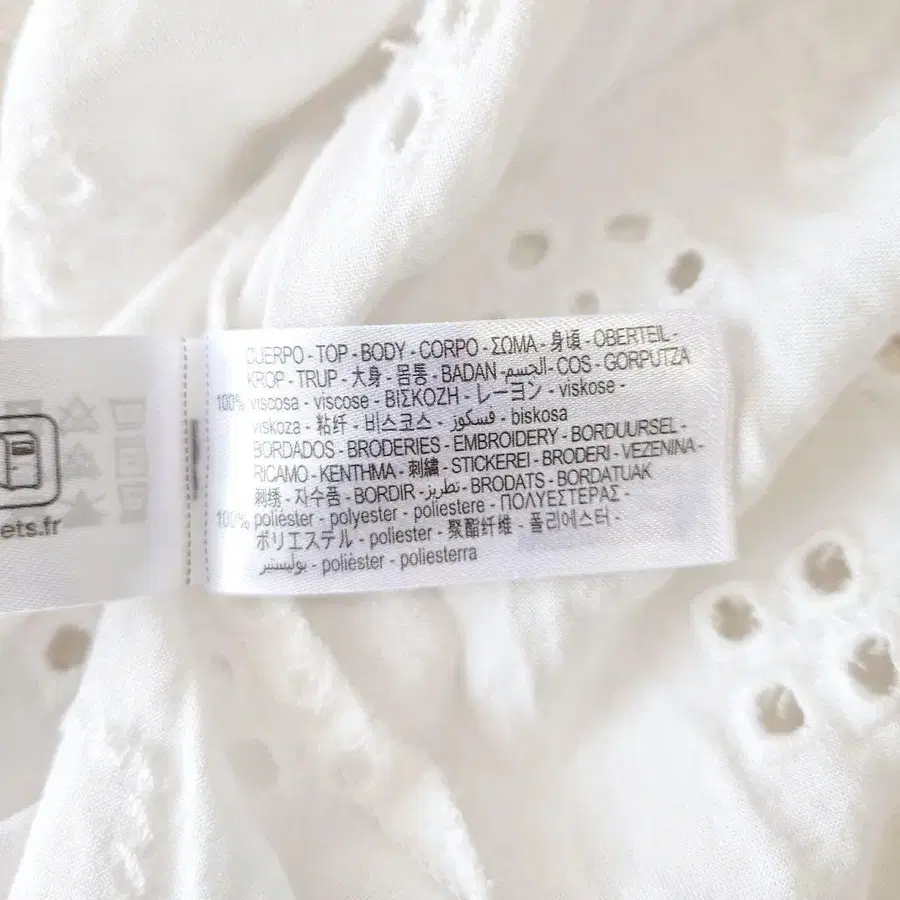 CUERPO - TOP - BODY - CORPO - ΣΩΜΑ - 身頃 - OBERTEIL -
KROP - TRUP - 大身 - 몸통 - BADAN - الجسم - COS - GORPUTZA
100% viscosa - viscose - ΒΙΣΚΟΖΗ - レーヨン - viskose -
viskoza - 粘纤 - 비스코스 - فسكوز - biskosa
BORDADOS - BRODERIES - EMBROIDERY - BORDUURSEL -
RICAMO - ΚΕΝΤΗΜΑ - 刺繍 - STICKEREI - BRODERI - VEZENINA -
刺绣 - 자수품 - BORDIR - تطريز - BRODATS - BORDATUAK
100% poliéster - polyester - poliestere - ΠΟΛΥΕΣΤΕΡΑΣ -
ポリエステル - poliester - 聚酯纤维 - 폴리에스터 -
بوليستير - polièster - poliesterra
ets.fr